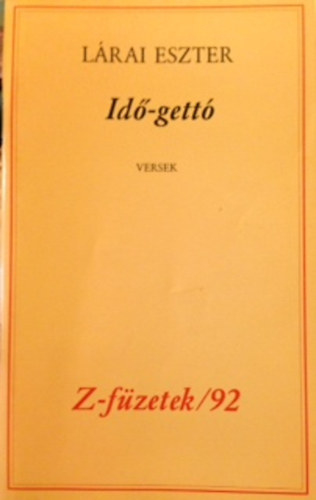 LÁRAI ESZTER
Idő-gettó
VERSEK
Z-füzetek/92